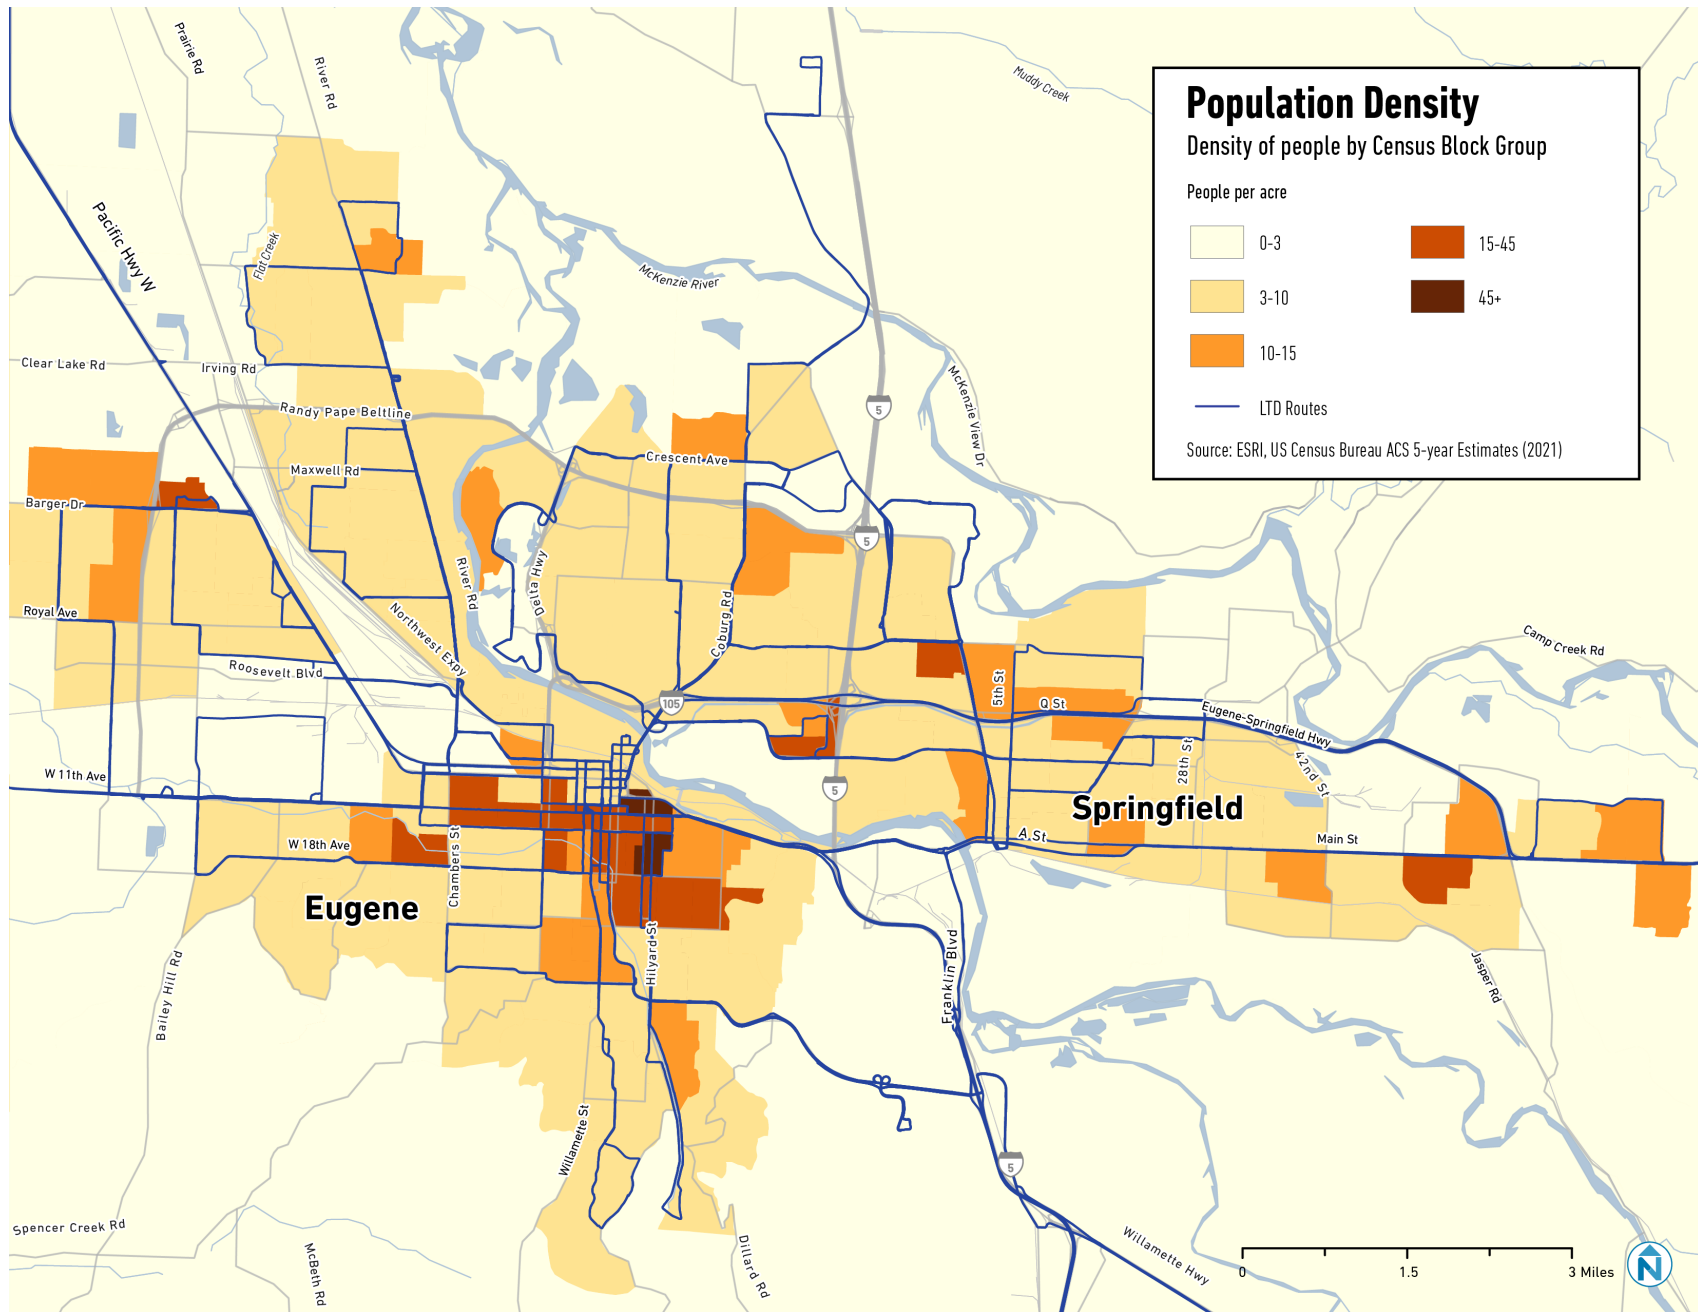 Population Density
Density of people by Census Block Group
People per acre
0-3
15-45
3-10
45+
10-15
LTD Routes
Source: ESRI, US Census Bureau ACS 5-year Estimates (2021)
Prairie Rd
River Rd
Muddy Creek
Pacific Hwy W
Flat Creek
McKenzie River
Clear Lake Rd
Irving Rd
Randy Pape Beltline
McKenzie View Dr
5
Maxwell Rd
Crescent Ave
Barger Dr
5
River Rd
Delta Hwy
Royal Ave
Northwest Expy
Coburg Rd
Camp Creek Rd
Roosevelt Blvd
105
5th St
Q St
Eugene-Springfield Hwy
28th St
42nd St
W 11th Ave
5
Springfield
W 18th Ave
Chambers St
A St
Main St
Eugene
Hilyard St
Franklin Blvd
Bailey Hill Rd
Jasper Rd
Willamette St
5
Spencer Creek Rd
McBeth Rd
Dillard Rd
Willamette Hwy
0
1.5
3 Miles
N